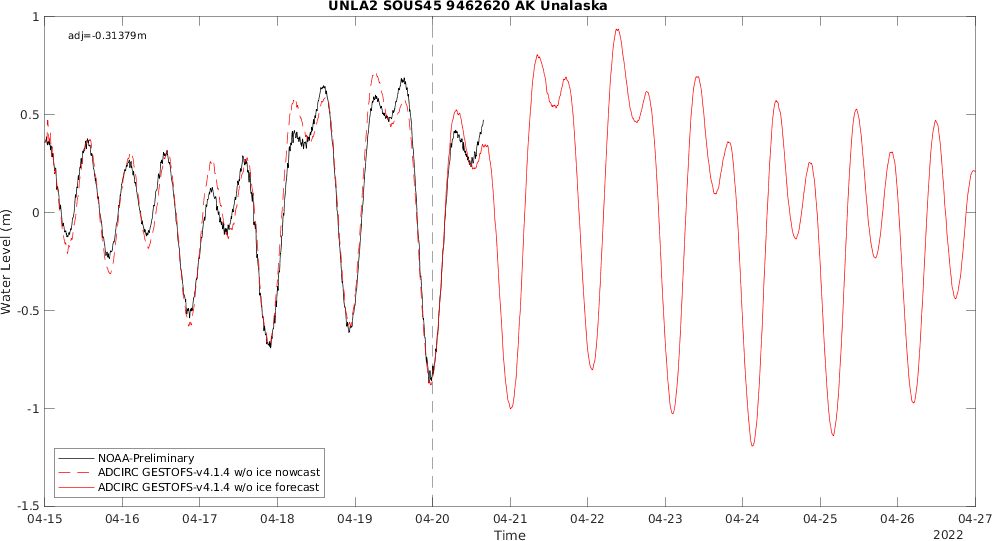 UNLA2 SOUS45 9462620 AK Unalaska
adj=-0.31379m
1
0.5
0
-0.5
-1
-1.5
Water Level (m)
NOAA-Preliminary
ADCIRC GESTOFS-v4.1.4 w/o ice nowcast
ADCIRC GESTOFS-v4.1.4 w/o ice forecast
04-15 04-16 04-17 04-18 04-19 04-20 04-21 04-22 04-23 04-24 04-25 04-26 04-27
Time
2022